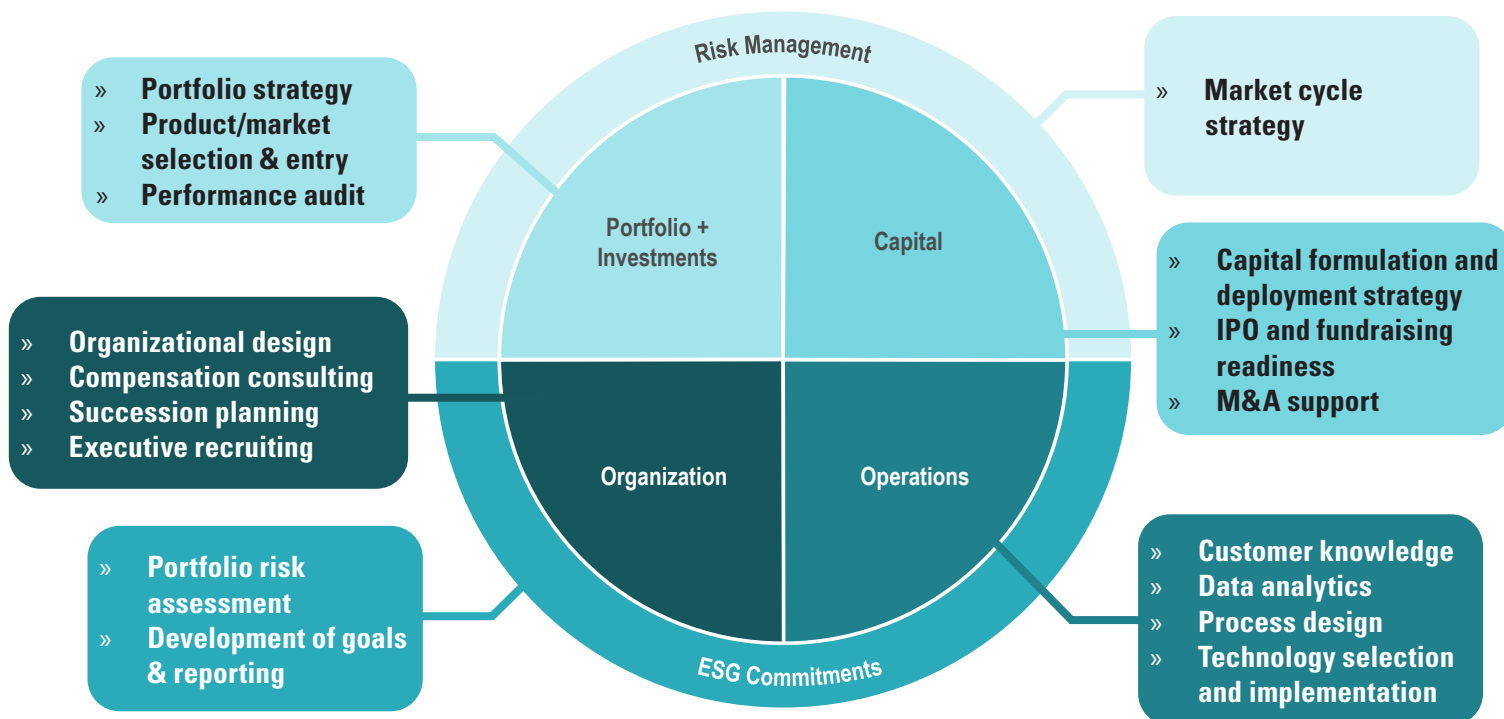 Risk Management
» Portfolio strategy
» Product/market
selection & entry
» Performance audit
» Market cycle
strategy
Portfolio +
Investments
Capital
» Capital formulation and
deployment strategy
» IPO and fundraising
readiness
» M&A support
» Organizational design
» Compensation consulting
» Succession planning
» Executive recruiting
Organization
Operations
» Portfolio risk
assessment
» Development of goals
& reporting
» Customer knowledge
» Data analytics
» Process design
» Technology selection
and implementation
ESG Commitments